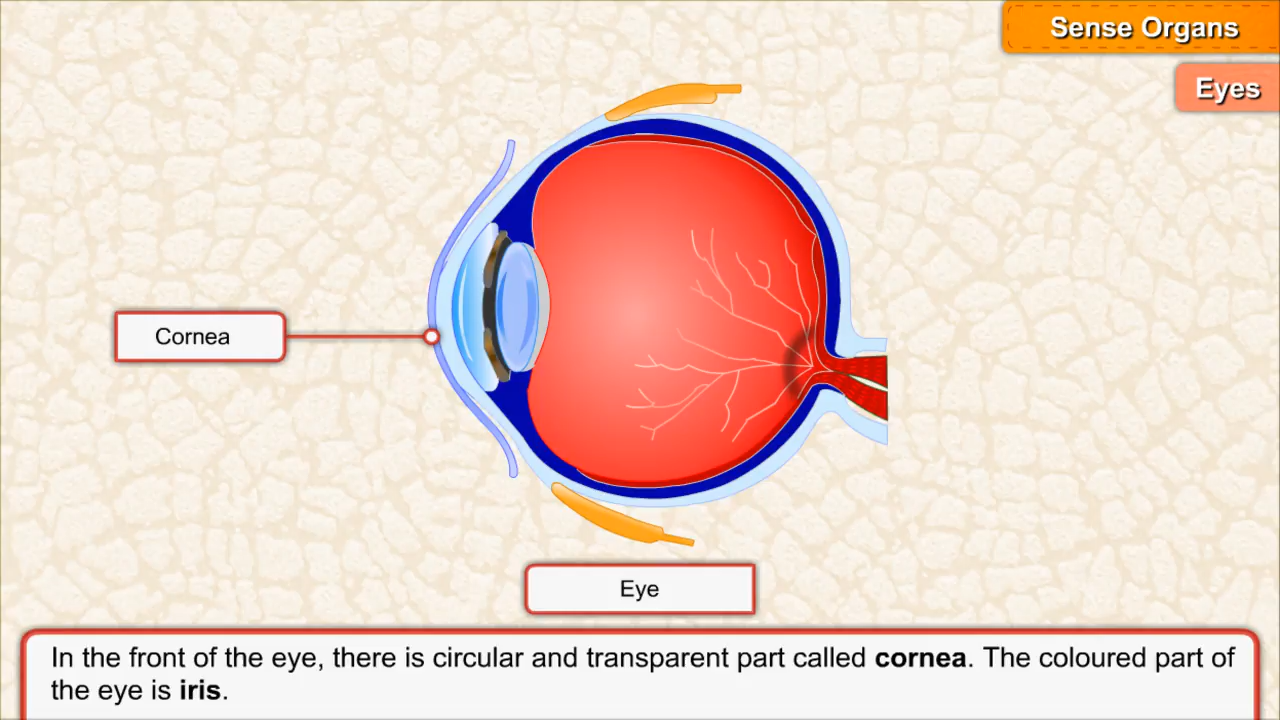 Sense Organs
Eyes
Cornea
Eye
In the front of the eye, there is circular and transparent part called cornea. The coloured part of
the eye is iris.